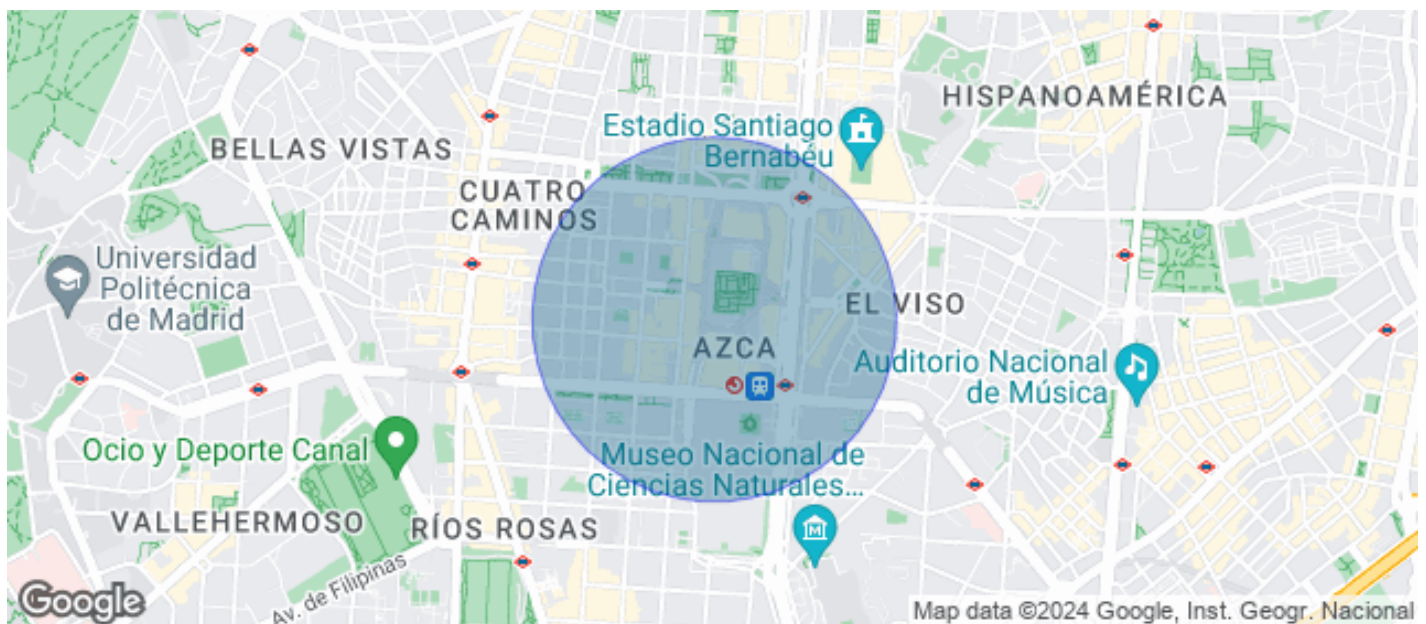 HISPANOAMÉRICA
Estadio Santiago
Bernabéu
BELLAS VISTAS
CUATRO
CAMINOS
Universidad
Politécnica
de Madrid
EL VISO
AZCA
Auditorio Nacional
de Música
Ocio y Deporte Canal
Museo Nacional de
Ciencias Naturales...
VALLEHERMOSO
RÍOS ROSAS
M
Av. de Filipinas
Google
Map data ©2024 Google, Inst. Geogr. Nacional